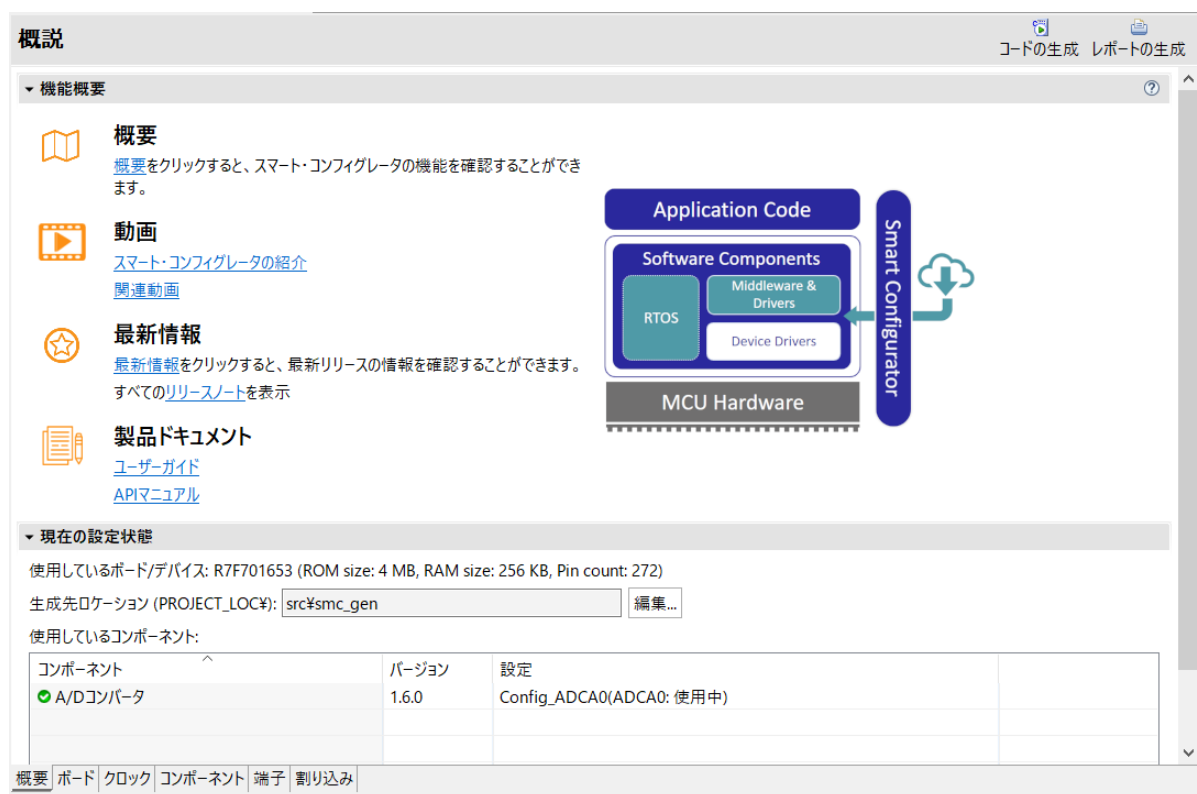 概説
コードの生成 レポートの生成
機能概要
概要
概要をクリックすると、スマート・コンフィグレータの機能を確認することができ
ます。
動画
スマート・コンフィグレータの紹介
関連動画
最新情報
最新情報をクリックすると、最新リリースの情報を確認することができます。
すべてのリリースノートを表示
製品ドキュメント
ユーザーガイド
APIマニュアル
Application Code
Software Components
RTOS
Middleware &
Drivers
Device Drivers
MCU Hardware
Smart Configurator
現在の設定状態
使用しているボード/デバイス: R7F701653 (ROM size: 4 MB, RAM size: 256 KB, Pin count: 272)
生成先ロケーション (PROJECT_LOC¥): src¥smc_gen 編集...
使用しているコンポーネント:
コンポーネント バージョン 設定
A/Dコンバータ 1.6.0 Config_ADCA0(ADCA0: 使用中)
概要 ボード クロック コンポーネント 端子 割り込み